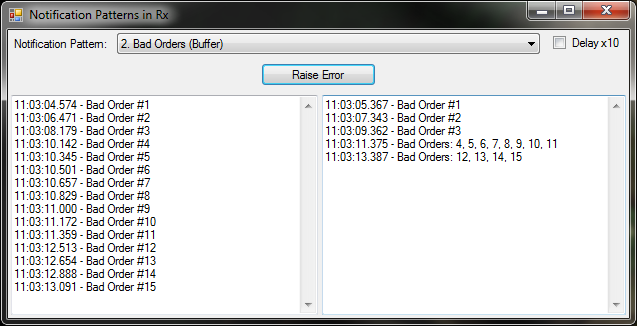 Notification Patterns in Rx
Notification Pattern: 2. Bad Orders (Buffer) Delay x10
Raise Error
11:03:04.574 - Bad Order #1
11:03:06.471 - Bad Order #2
11:03:08.179 - Bad Order #3
11:03:10.142 - Bad Order #4
11:03:10.345 - Bad Order #5
11:03:10.501 - Bad Order #6
11:03:10.657 - Bad Order #7
11:03:10.829 - Bad Order #8
11:03:11.000 - Bad Order #9
11:03:11.172 - Bad Order #10
11:03:11.359 - Bad Order #11
11:03:12.513 - Bad Order #12
11:03:12.654 - Bad Order #13
11:03:12.888 - Bad Order #14
11:03:13.091 - Bad Order #15
11:03:05.367 - Bad Order #1
11:03:07.343 - Bad Order #2
11:03:09.362 - Bad Order #3
11:03:11.375 - Bad Orders: 4, 5, 6, 7, 8, 9, 10, 11
11:03:13.387 - Bad Orders: 12, 13, 14, 15